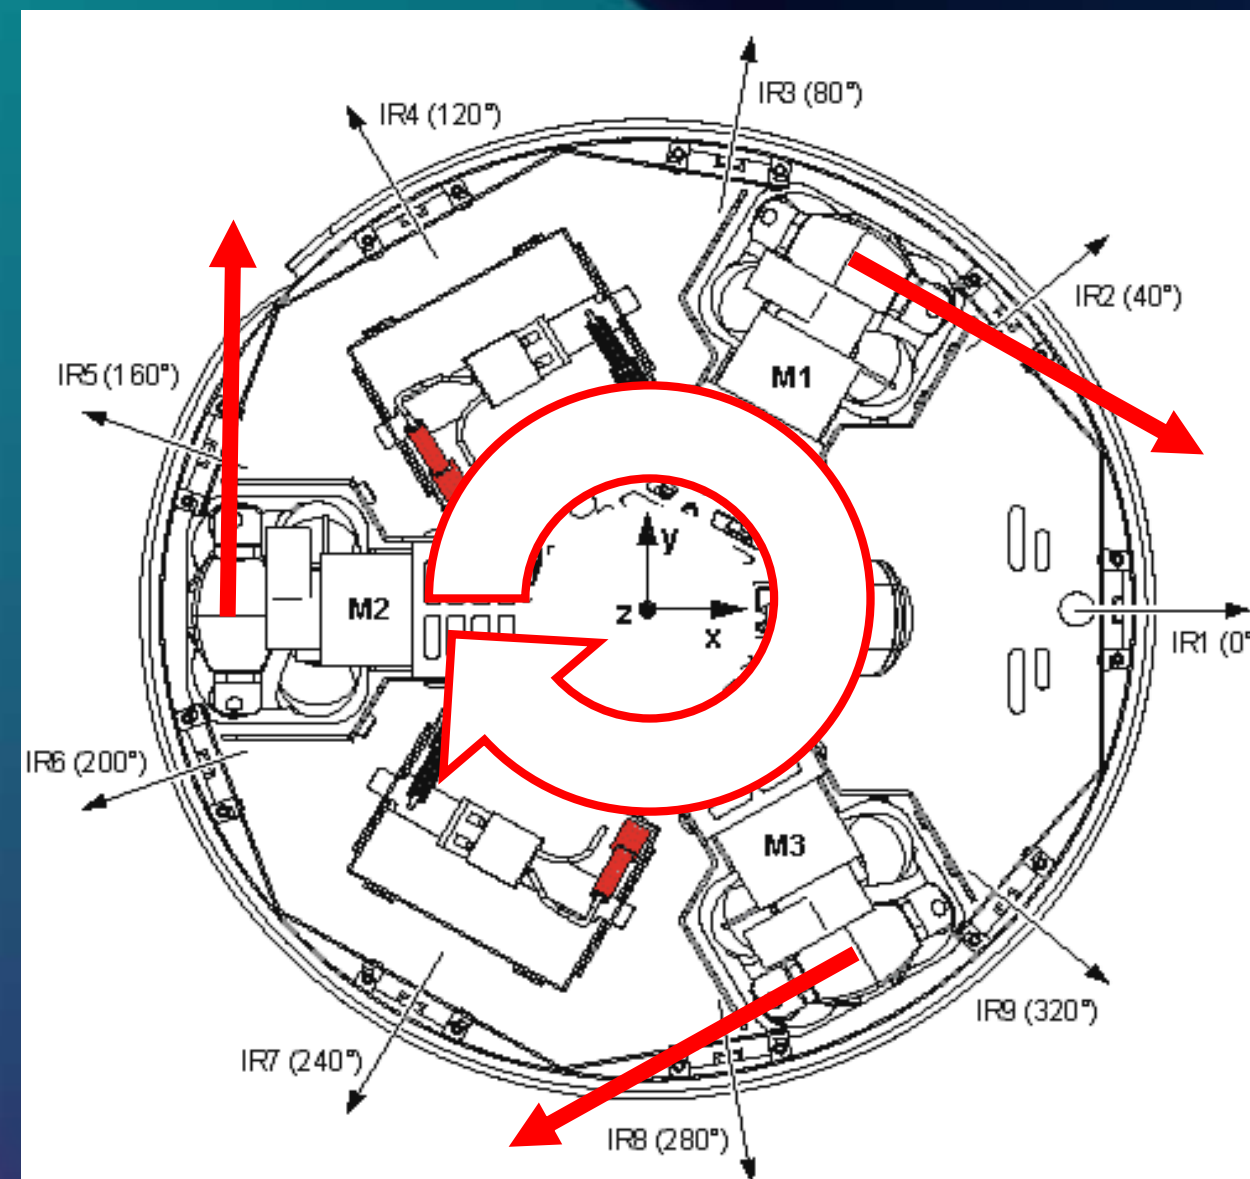 IR3 (80°)
IR4 (120°)
IR2 (40°)
IR5 (160°)
M1
y
M2
z
x
IR1 (0°
IR6 (200°)
M3
IR9 (320°)
IR7 (240°)
IR8 (280°)